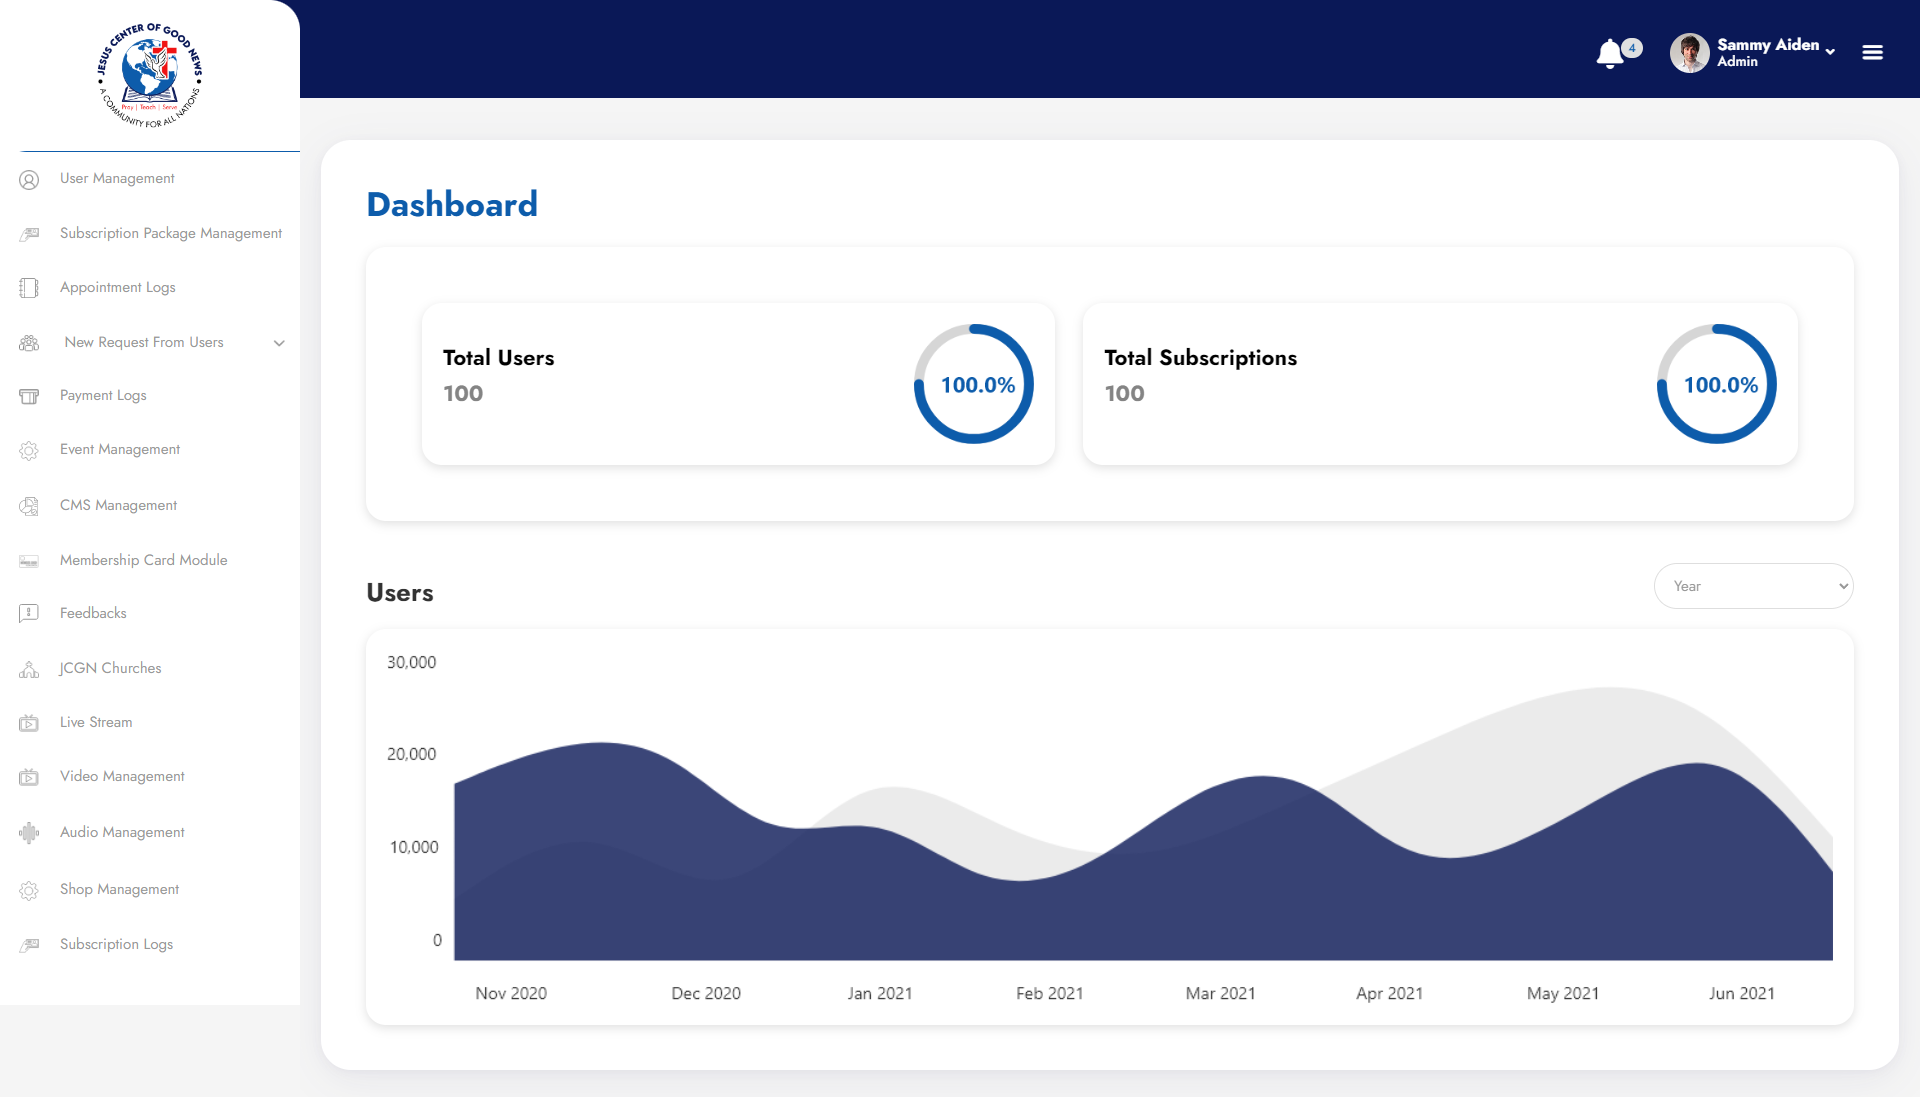 JESUS CENTER OF GOOD NEWS
Pray | Teach | Serve
A COMMUNITY FOR ALL NATIONS
4
Sammy Aiden
Admin
User Management
Subscription Package Management
Appointment Logs
New Request From Users
Payment Logs
Event Management
CMS Management
Membership Card Module
Feedbacks
JCGN Churches
Live Stream
Video Management
Audio Management
Shop Management
Subscription Logs
Dashboard
Total Users
100
100.0%
Total Subscriptions
100
100.0%
Users
Year
30,000
20,000
10,000
0
Nov 2020 Dec 2020 Jan 2021 Feb 2021 Mar 2021 Apr 2021 May 2021 Jun 2021